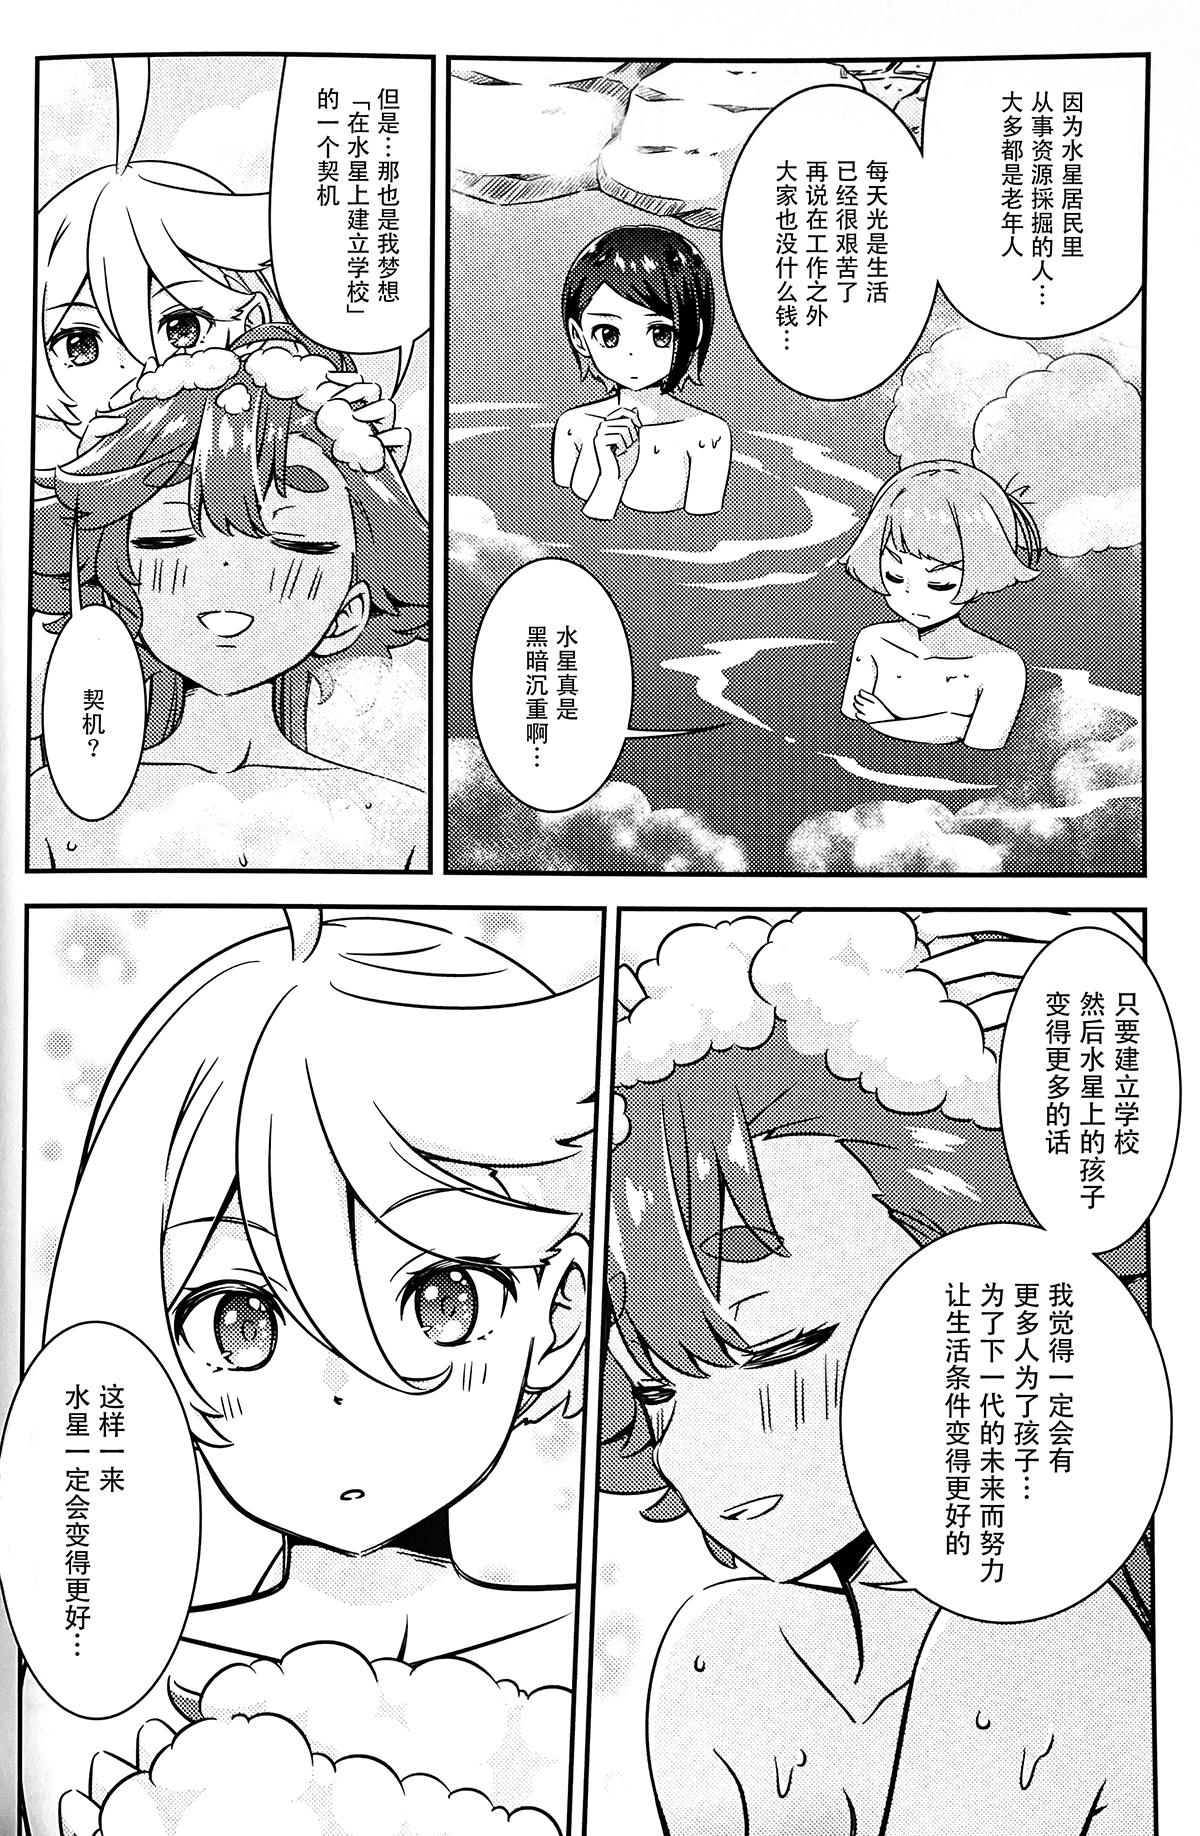 因为水星居民里
从事资源採掘的人…
大多都是老年人
每天光是生活
已经很艰苦了
再说在工作之外
大家也没什么钱…
水星真是
黑暗沉重啊…
但是…那也是我梦想
「在水星上建立学校」
的一个契机
契机？
只要建立学校
然后水星上的孩子
变得更多的话
我觉得一定会有
更多人为了孩子…
为了下一代的未来而努力
让生活条件变得更好的
这样一来
水星一定会变得更好…